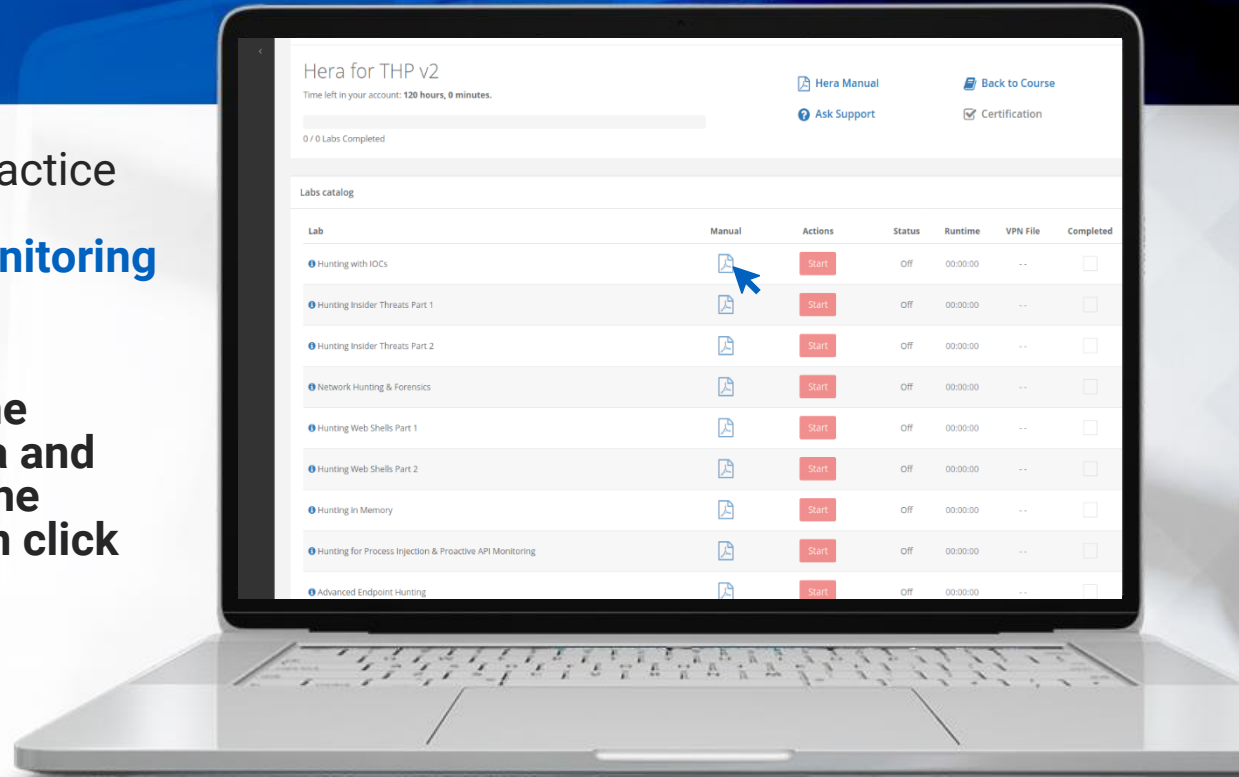 actice
nitoring
ne
a and
ne
n click
Hera for THP v2
Time left in your account: 120 hours, 0 minutes.
0 / 0 Labs Completed
Hera Manual
Back to Course
Ask Support
Certification
Labs catalog
Lab Manual Actions Status Runtime VPN File Completed
Hunting with IOCs Start Off 00:00:00 --
Hunting Insider Threats Part 1 Start Off 00:00:00 --
Hunting Insider Threats Part 2 Start Off 00:00:00 --
Network Hunting & Forensics Start Off 00:00:00 --
Hunting Web Shells Part 1 Start Off 00:00:00 --
Hunting Web Shells Part 2 Start Off 00:00:00 --
Hunting in Memory Start Off 00:00:00 --
Hunting for Process Injection & Proactive API Monitoring Start Off 00:00:00 --
Advanced Endpoint Hunting Start Off 00:00:00 --